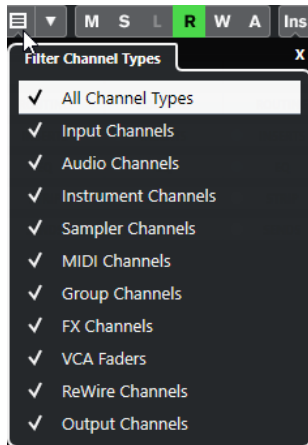 M S L R W A Ins
Filter Channel Types X
All Channel Types
Input Channels
Audio Channels
Instrument Channels
Sampler Channels
MIDI Channels
Group Channels
FX Channels
VCA Faders
ReWire Channels
Output Channels